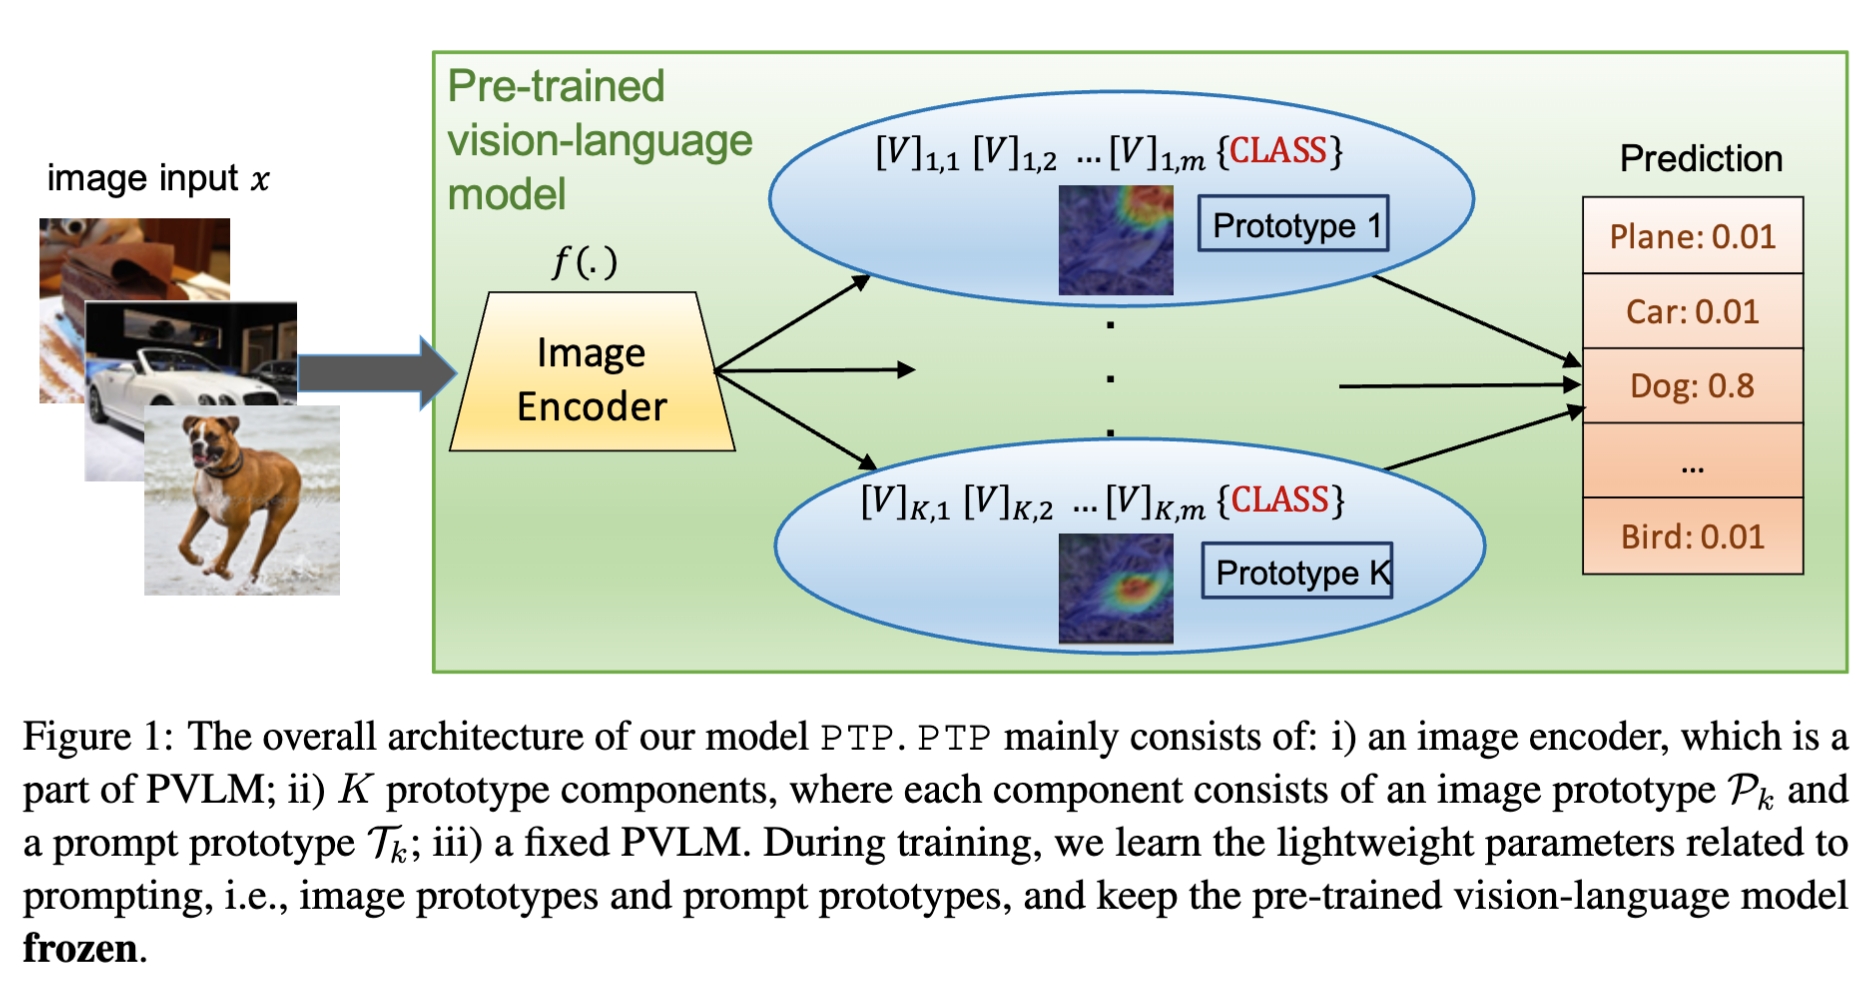 Pre-trained
vision-language
model
image input x
f(.)
Image
Encoder
[V]1,1 [V]1,2 ... [V]1,m {CLASS}
Prototype 1
.
.
.
[V]K,1 [V]K,2 ... [V]K,m {CLASS}
Prototype K
Prediction
Plane: 0.01
Car: 0.01
Dog: 0.8
...
Bird: 0.01
Figure 1: The overall architecture of our model PTP. PTP mainly consists of: i) an image encoder, which is a
part of PVLM; ii) K prototype components, where each component consists of an image prototype 𝒫k and
a prompt prototype 𝒯k; iii) a fixed PVLM. During training, we learn the lightweight parameters related to
prompting, i.e., image prototypes and prompt prototypes, and keep the pre-trained vision-language model
frozen.